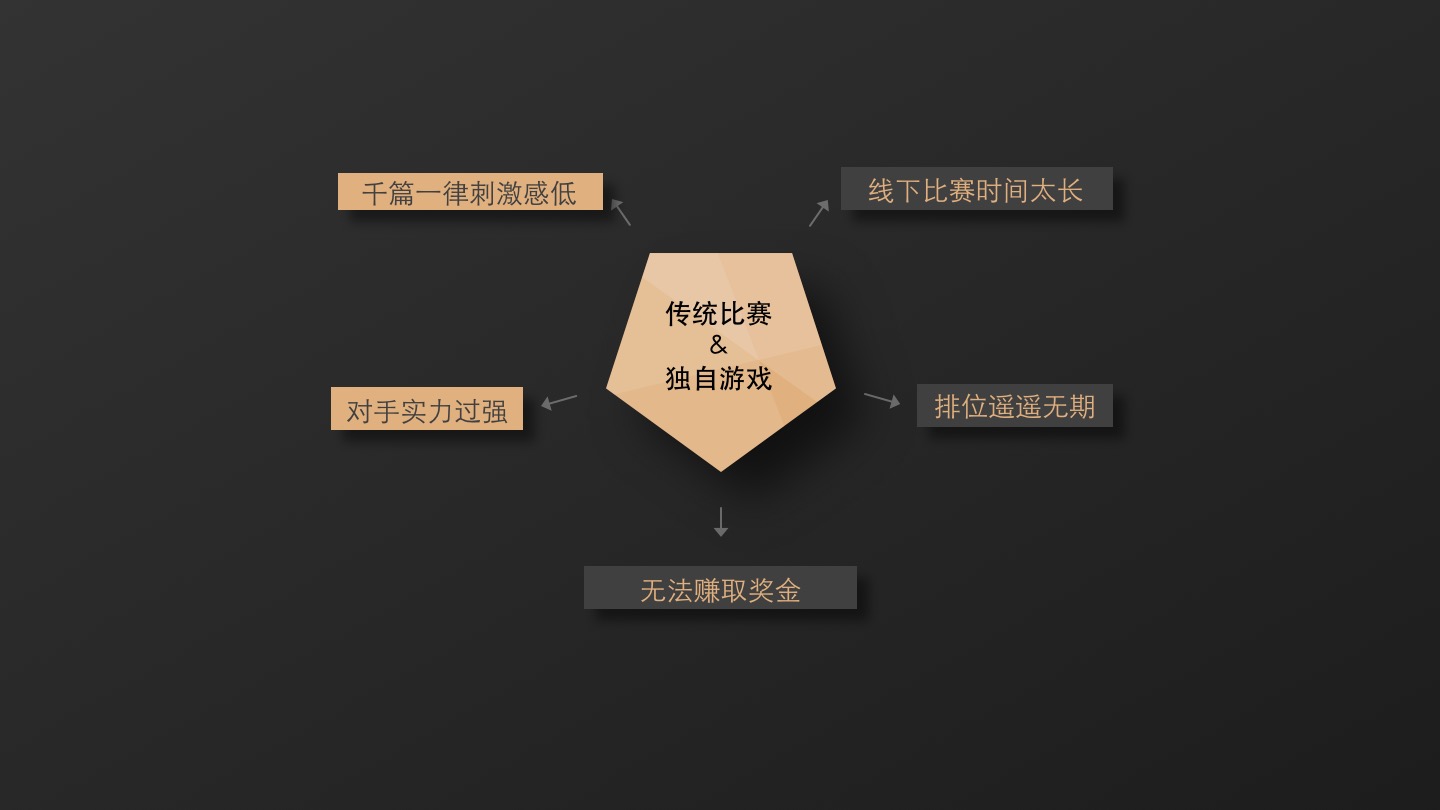 千篇一律刺激感低
线下比赛时间太长
传统比赛
&
独自游戏
对手实力过强
排位遥遥无期
无法赚取奖金